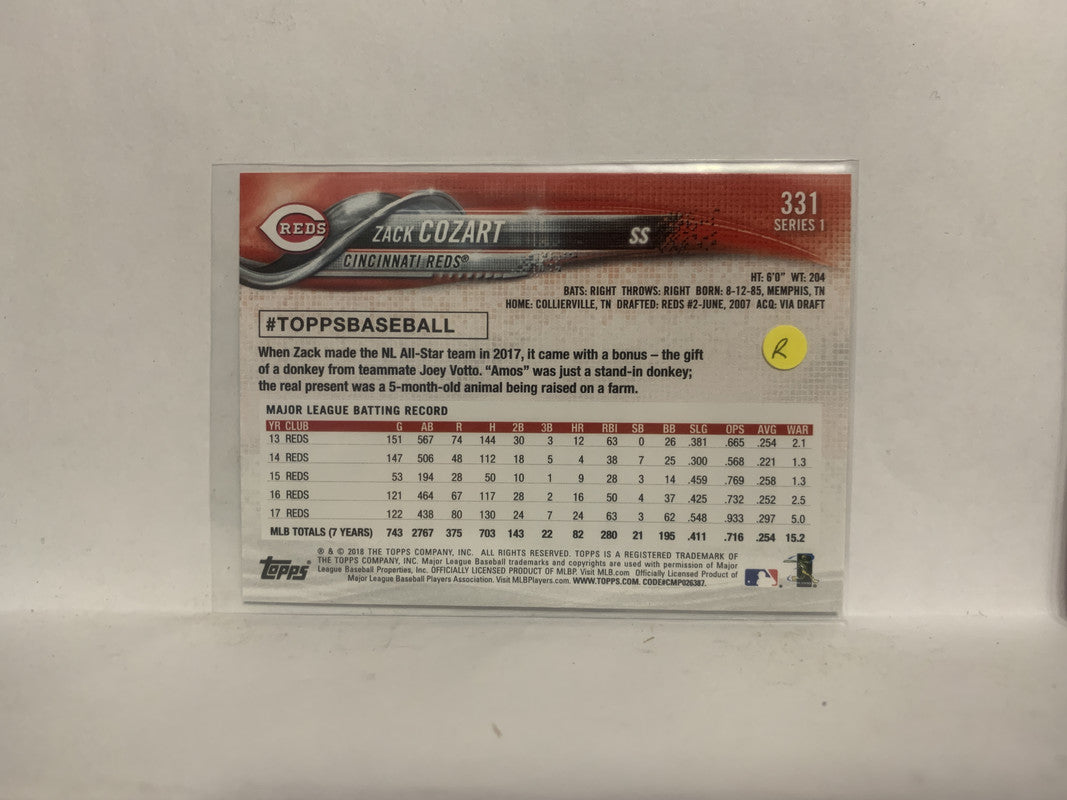 REDS
ZACK COZART
SS
331
SERIES 1
CINCINNATI REDS®
HT: 6'0" WT: 204
BATS: RIGHT THROWS: RIGHT BORN: 8-12-85, MEMPHIS, TN
HOME: COLLIERVILLE, TN DRAFTED: REDS #2-JUNE, 2007 ACQ: VIA DRAFT
#TOPPSBASEBALL
R
When Zack made the NL All-Star team in 2017, it came with a bonus – the gift
of a donkey from teammate Joey Votto. "Amos" was just a stand-in donkey;
the real present was a 5-month-old animal being raised on a farm.
MAJOR LEAGUE BATTING RECORD
YR CLUB G AB R H 2B 3B HR RBI SB BB SLG OPS AVG WAR
13 REDS 151 567 74 144 30 3 12 63 0 26 .381 .665 .254 2.1
14 REDS 147 506 48 112 18 5 4 38 7 25 .300 .568 .221 1.3
15 REDS 53 194 28 50 10 1 9 28 3 14 .459 .769 .258 1.3
16 REDS 121 464 67 117 28 2 16 50 4 37 .425 .732 .252 2.5
17 REDS 122 438 80 130 24 7 24 63 3 62 .548 .933 .297 5.0
MLB TOTALS (7 YEARS) 743 2767 375 703 143 22 82 280 21 195 .411 .716 .254 15.2
Topps
® & © 2018 THE TOPPS COMPANY, INC. ALL RIGHTS RESERVED. TOPPS IS A REGISTERED TRADEMARK OF
THE TOPPS COMPANY, INC. Major League Baseball trademarks and copyrights are used with permission of Major
League Baseball Properties, Inc. OFFICIALLY LICENSED PRODUCT OF MLBP. Visit MLB.com Officially Licensed Product of
Major League Baseball Players Association. Visit MLBPlayers.com. WWW.TOPPS.COM. CODE#CMP026387.